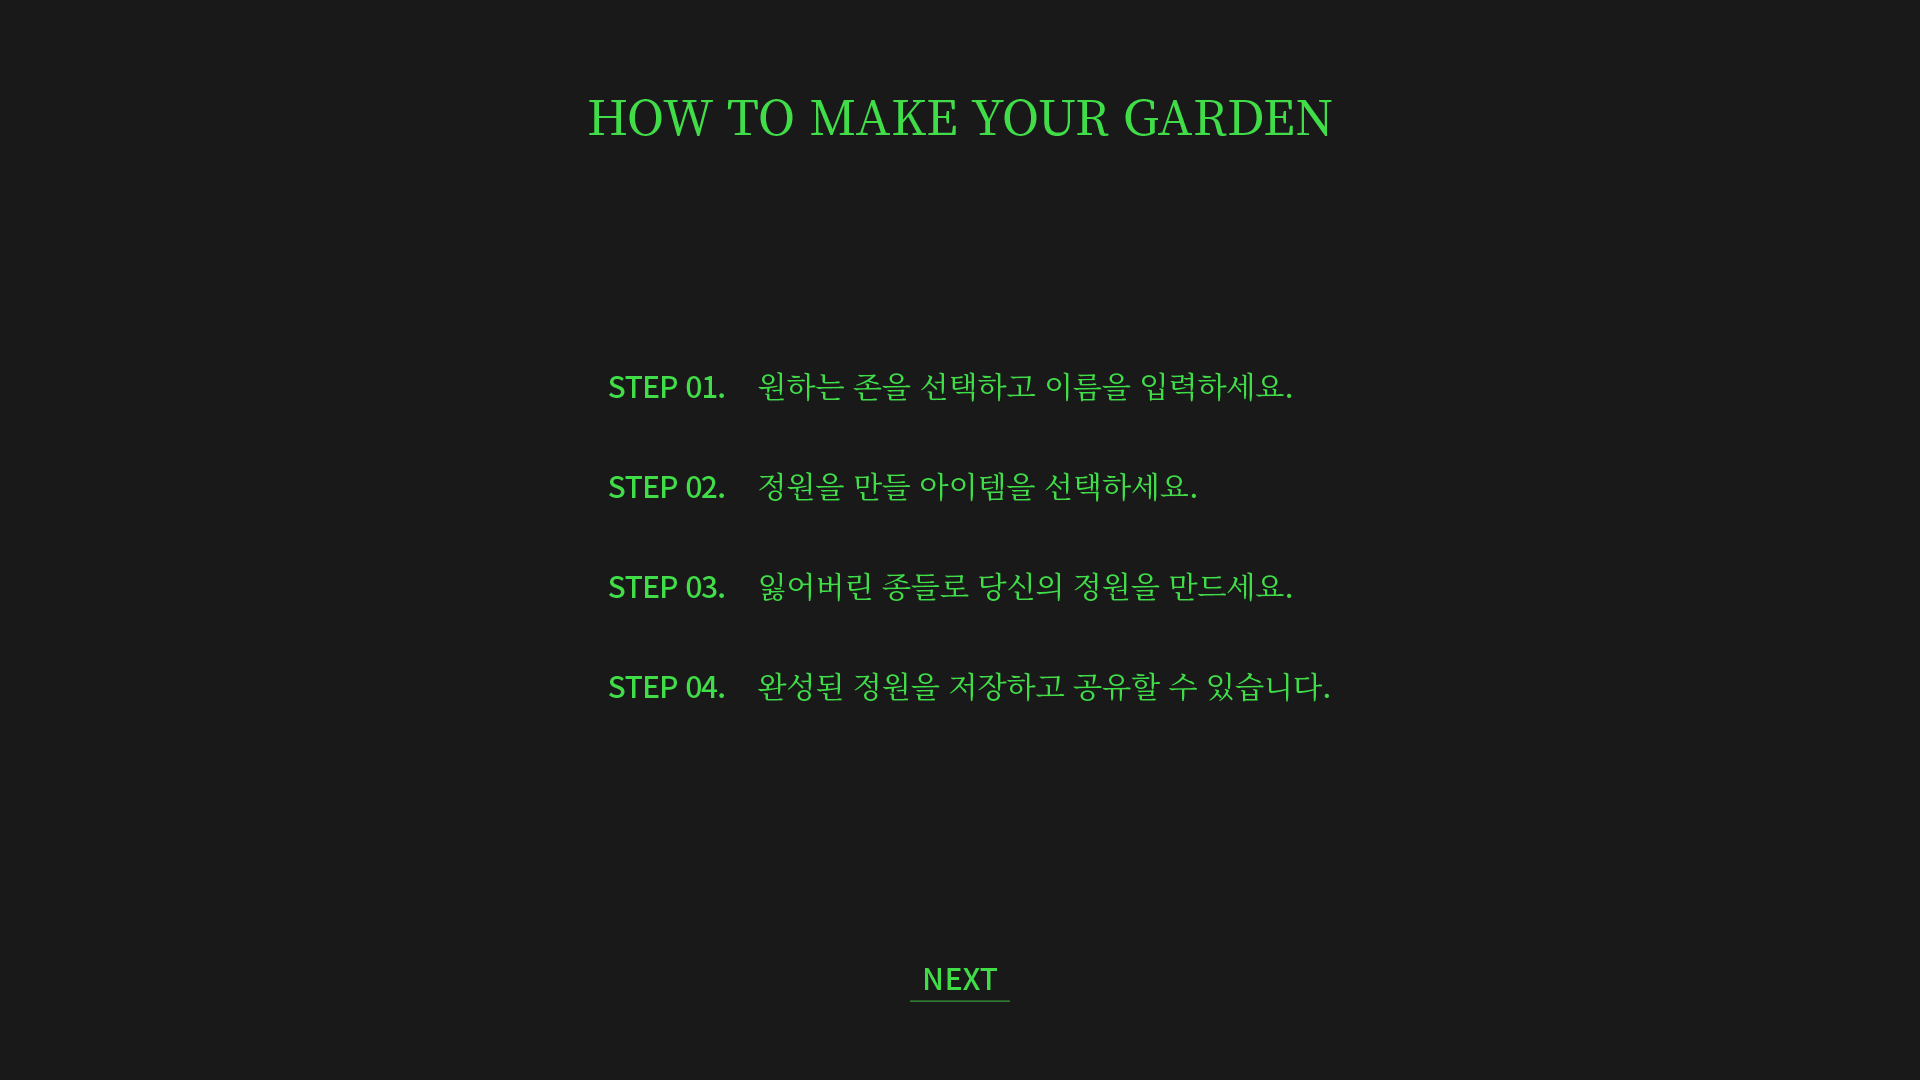 HOW TO MAKE YOUR GARDEN
STEP 01. 원하는 존을 선택하고 이름을 입력하세요.
STEP 02. 정원을 만들 아이템을 선택하세요.
STEP 03. 잃어버린 종들로 당신의 정원을 만드세요.
STEP 04. 완성된 정원을 저장하고 공유할 수 있습니다.
NEXT